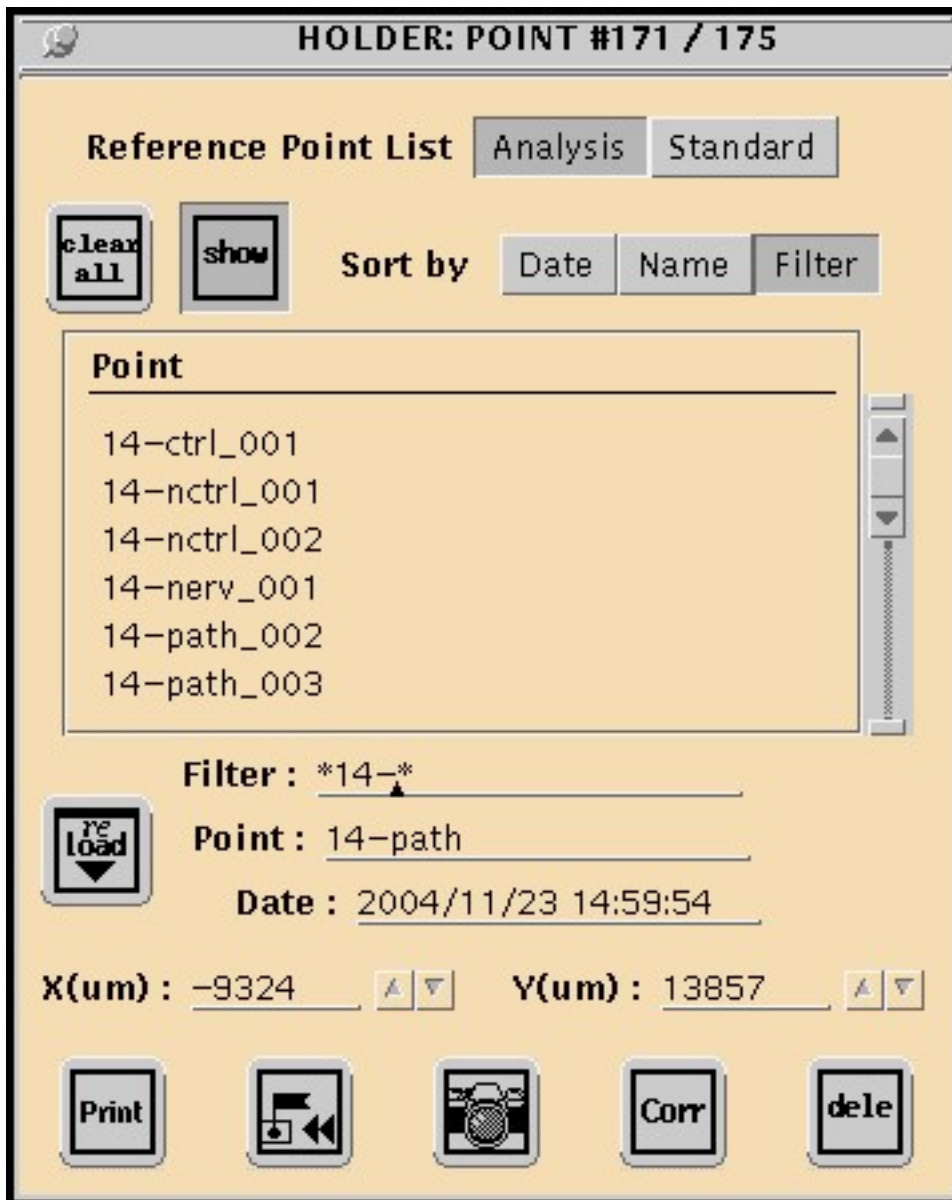 HOLDER: POINT #171 / 175
Reference Point List Analysis Standard
clear all show Sort by Date Name Filter
Point
14-ctrl_001
14-nctrl_001
14-nctrl_002
14-nerv_001
14-path_002
14-path_003
Filter : *14-*
re load
Point : 14-path
Date : 2004/11/23 14:59:54
X(um) : -9324 Y(um) : 13857
Print Corr dele